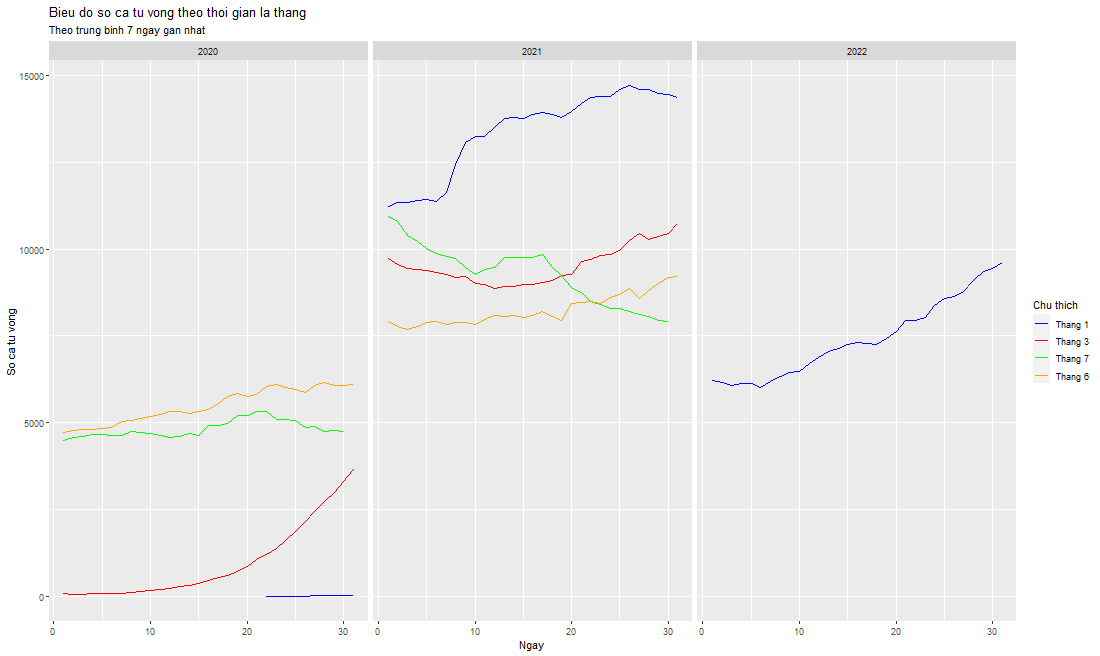 Bieu do so ca tu vong theo thoi gian la thang
Theo trung binh 7 ngay gan nhat
2020
2021
2022
15000
10000
5000
0
So ca tu vong
0 10 20 30
0 10 20 30
0 10 20 30
Ngay
Chu thich
Thang 1
Thang 3
Thang 7
Thang 6